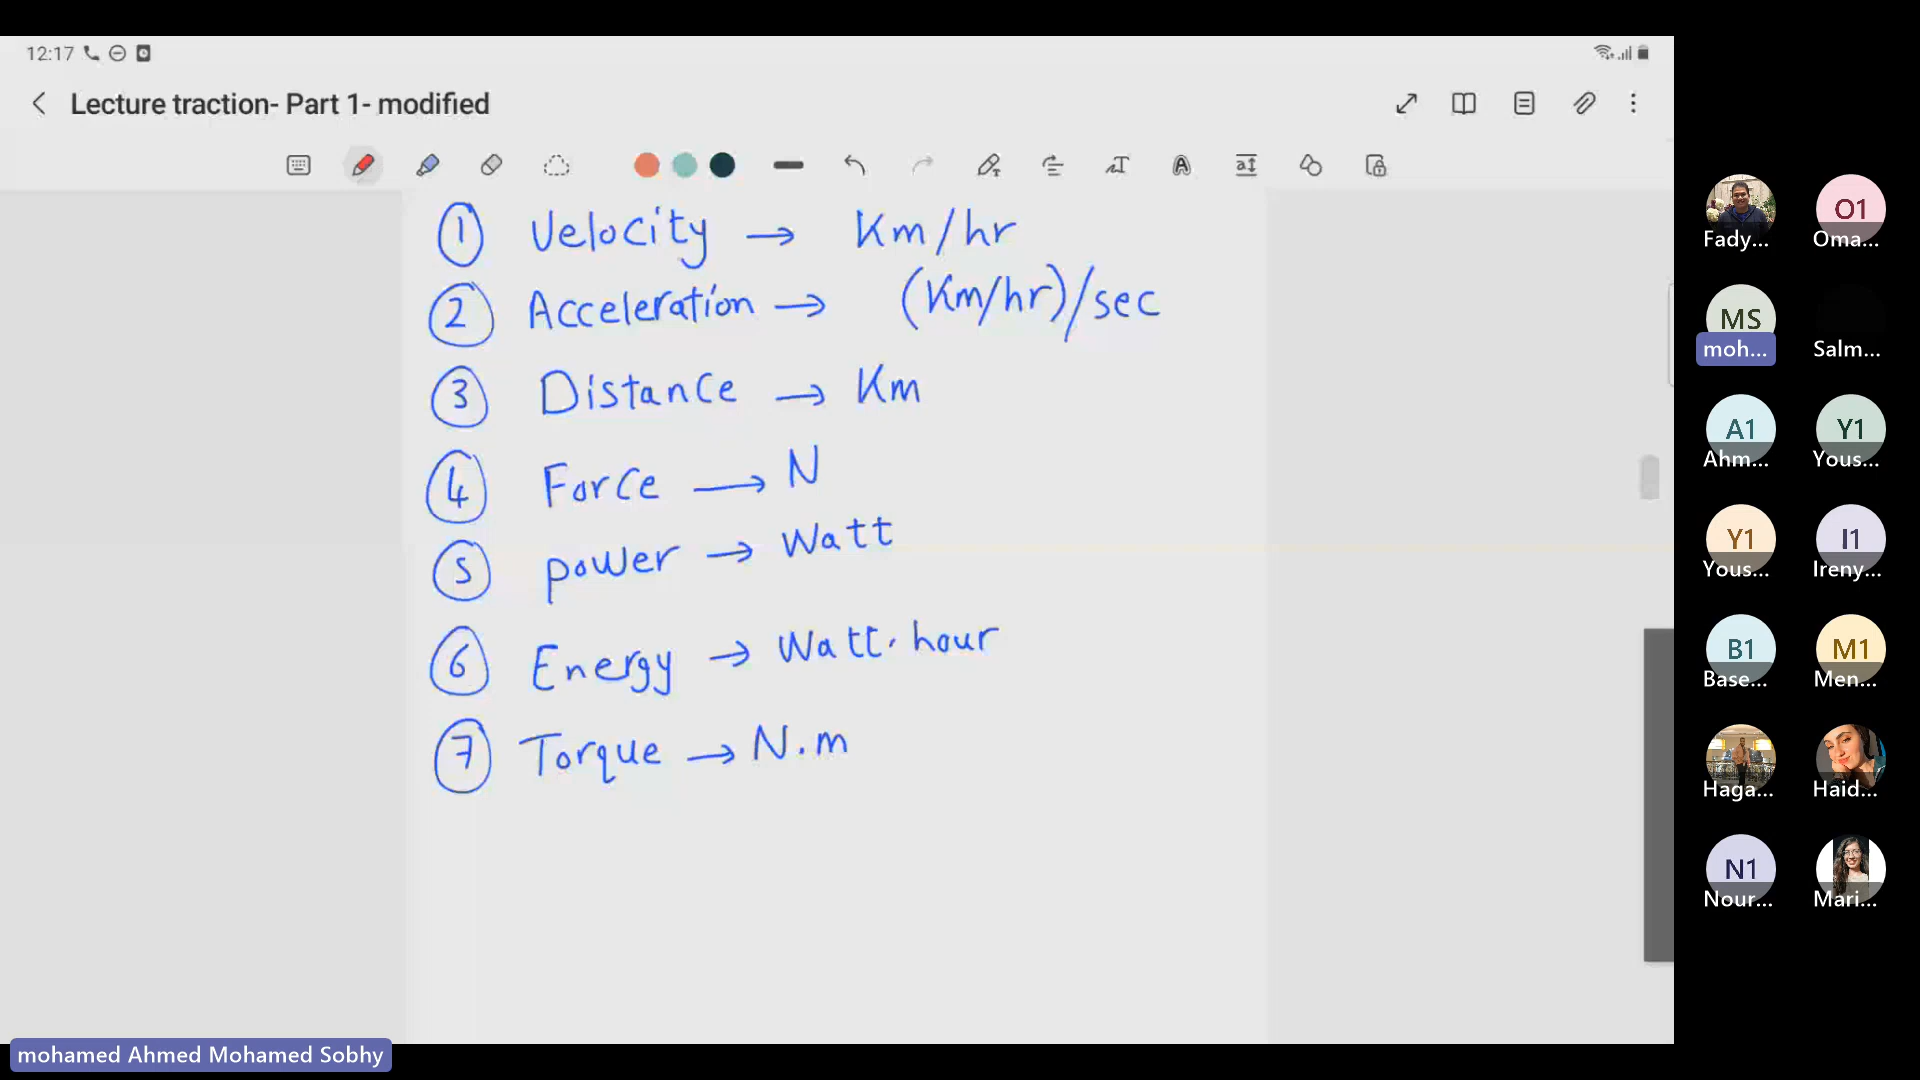 12:17
Lecture traction- Part 1- modified
1 Velocity → Km/hr
2 Acceleration → (Km/hr)/sec
3 Distance → Km
4 Force → N
5 power → Watt
6 Energy → Watt.hour
7 Torque → N.m
Fady... O1 Oma...
MS moh... Salm...
A1 Ahm... Y1 Yous...
Y1 Yous... I1 Ireny...
B1 Base... M1 Men...
Haga... Haid...
N1 Nour... Mari...
mohamed Ahmed Mohamed Sobhy